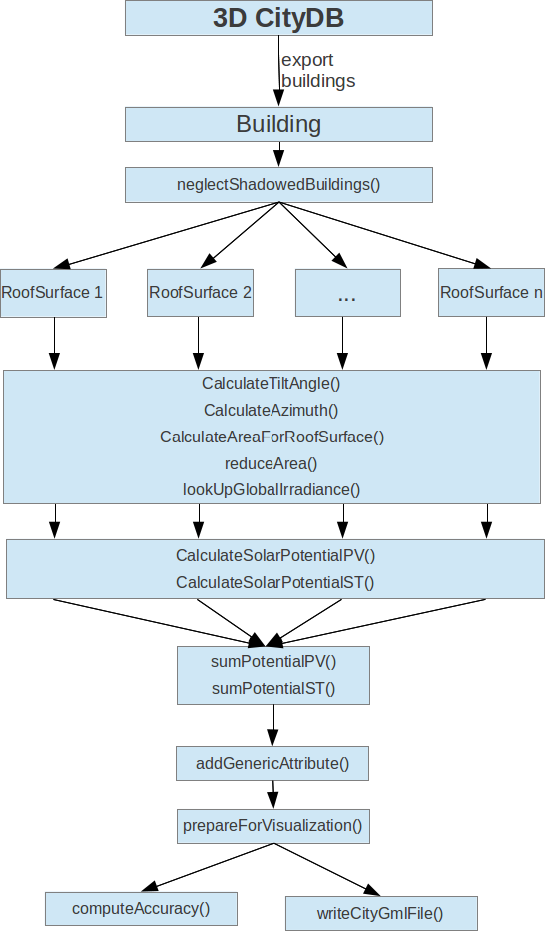 3D CityDB
export
buildings
Building
neglectShadowedBuildings()
RoofSurface 1
RoofSurface 2
...
RoofSurface n
CalculateTiltAngle()
CalculateAzimuth()
CalculateAreaForRoofSurface()
reduceArea()
lookUpGlobalIrradiance()
CalculateSolarPotentialPV()
CalculateSolarPotentialST()
sumPotentialPV()
sumPotentialST()
addGenericAttribute()
prepareForVisualization()
computeAccuracy()
writeCityGmlFile()